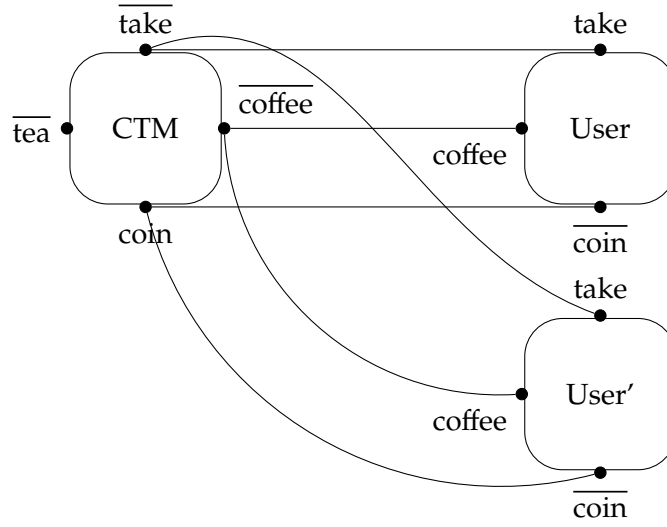 take take
CTM coffee User
tea coffee
coin coin
take
User′
coffee
coin